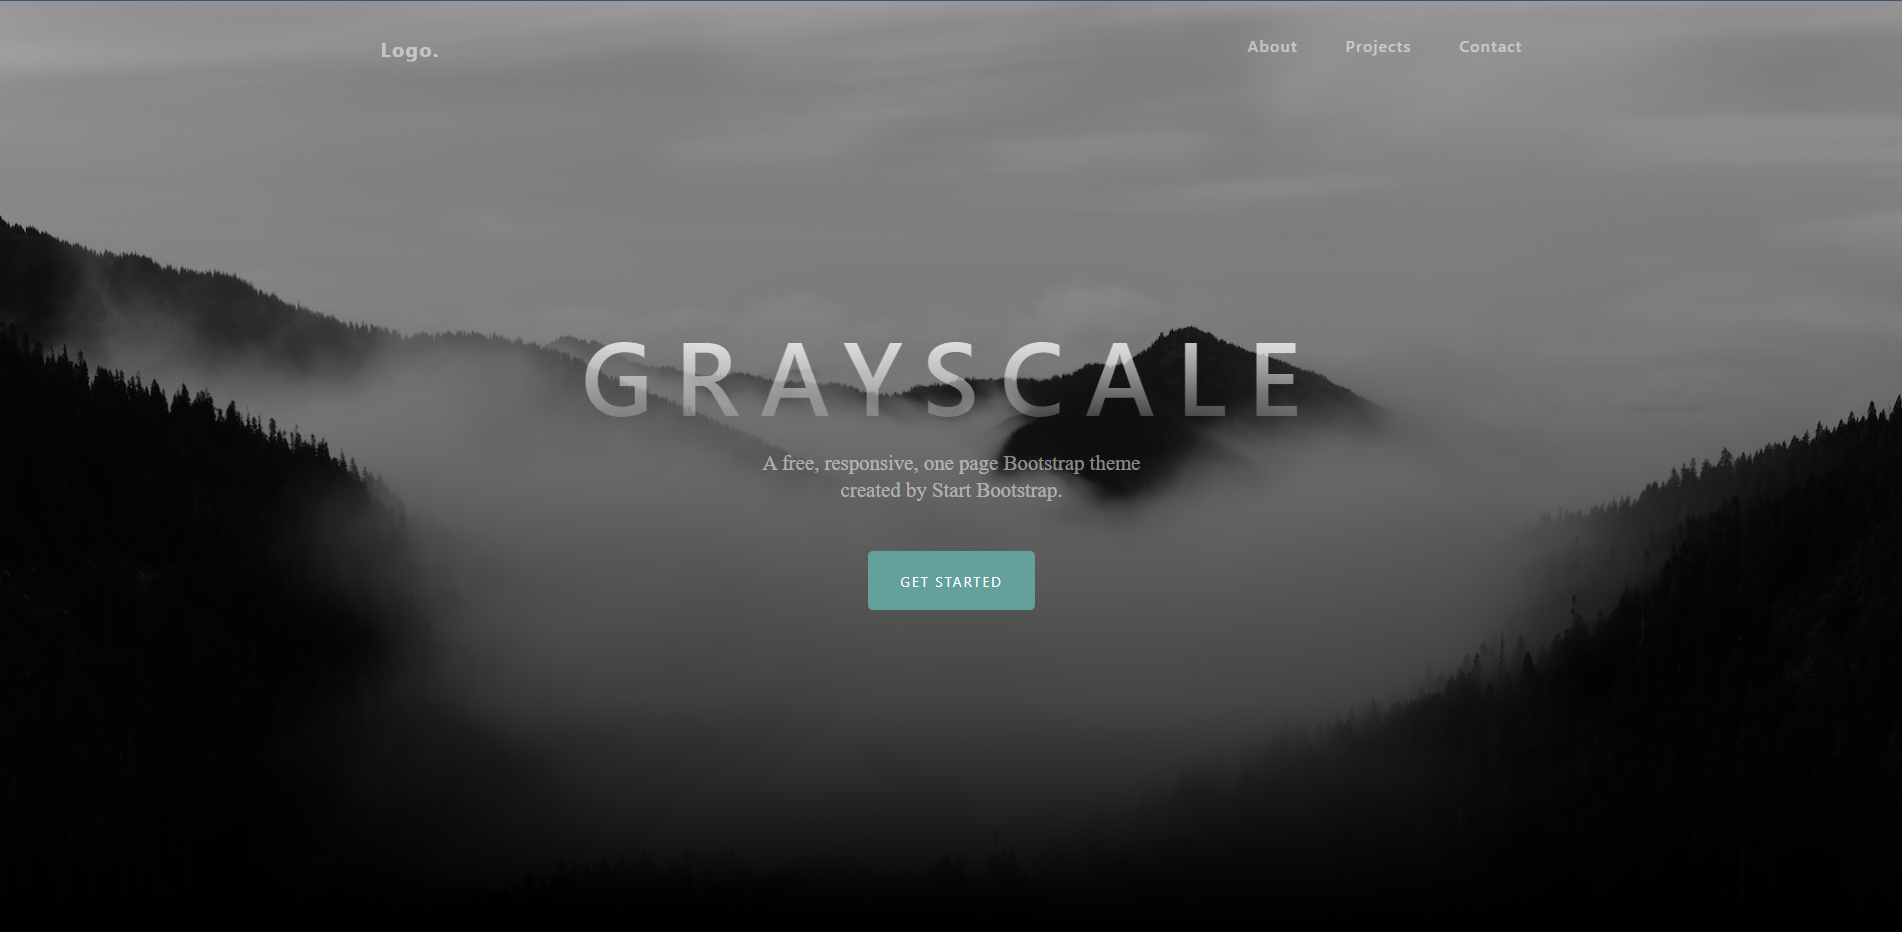 Logo.
About Projects Contact
GRAYSCALE
A free, responsive, one page Bootstrap theme
created by Start Bootstrap.
GET STARTED